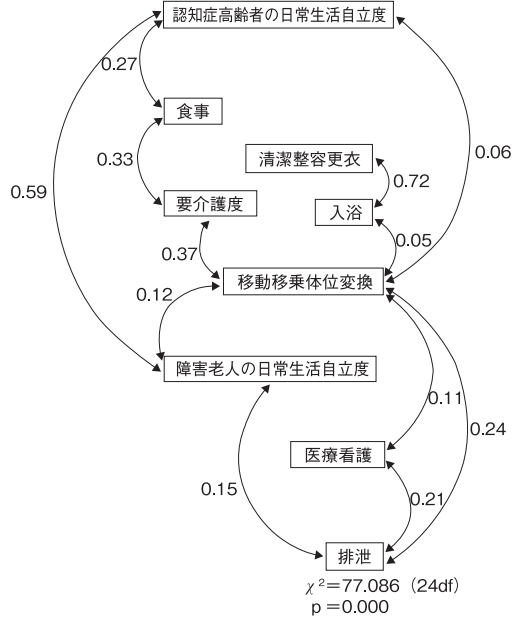 認知症高齢者の日常生活自立度
0.27
食事
0.33
清潔整容更衣
0.06
0.72
0.59
要介護度
入浴
0.37
0.05
移動移乗体位変換
0.12
障害老人の日常生活自立度
0.11
0.24
医療看護
0.15
0.21
排泄
χ²=77.086（24df）
p=0.000